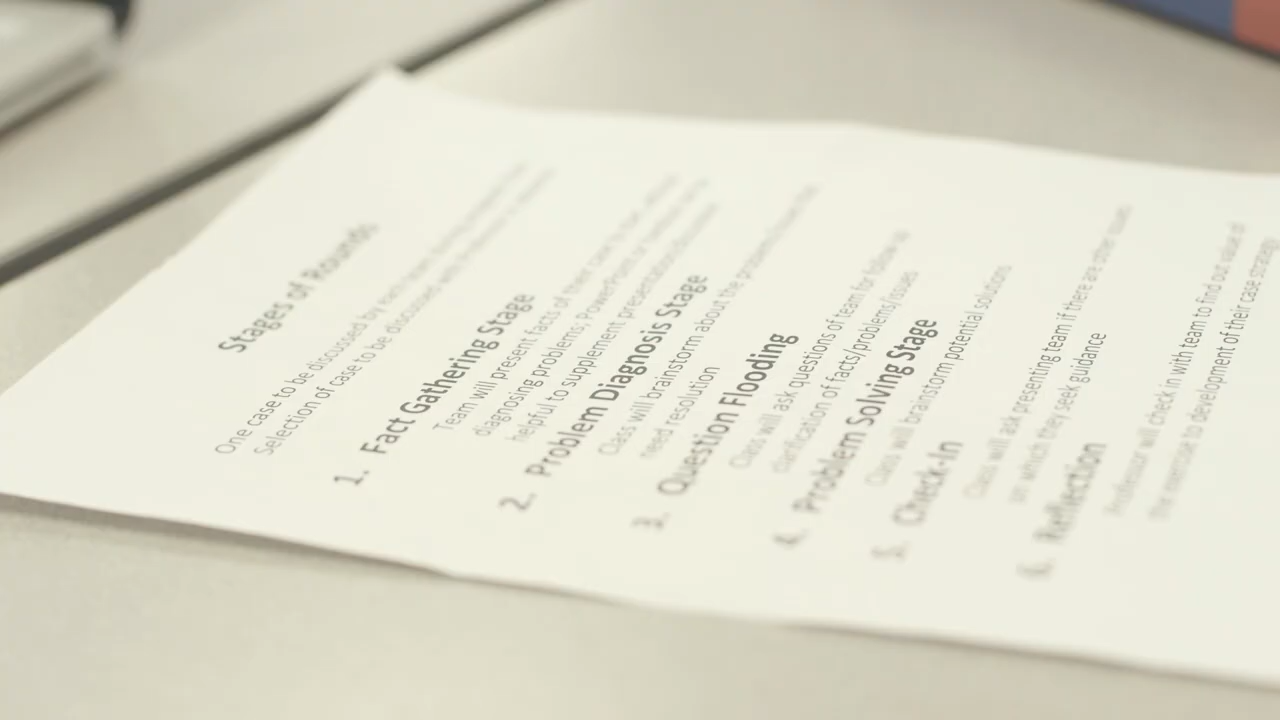 Stages of Rounds
One case to be discussed by each team
Selection of case to be discussed with
1. Fact Gathering Stage
Team will present facts of their case to the
diagnosing problems; PowerPoint or
helpful to supplement presentation/discussion
2. Problem Diagnosis Stage
Class will brainstorm about the problems/issues
need resolution
3. Question Flooding
Class will ask questions of team for follow up
clarification of facts/problems/issues
4. Problem Solving Stage
Class will brainstorm potential solutions
5. Check-In
Class will ask presenting team if there are other issues
on which they seek guidance
6. Reflection
Professor will check in with team to find out value of
the exercise to development of their case strategy